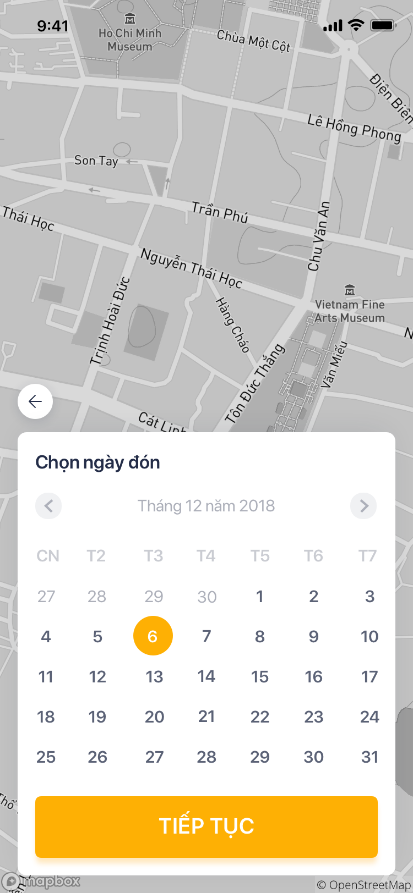 9:41
Ho Chi Minh
Museum
Chùa Một Cột
Điện Biên
Lê Hồng Phong
Son Tay
Trần Phú
Thái Học
Chu Văn An
Nguyễn Thái Học
Trịnh Hoài Đức
Vietnam Fine
Arts Museum
Hàng Cháo
Tôn Đức Thắng
Văn Miếu
N
Cát Linh
Chọn ngày đón
Tháng 12 năm 2018
CN T2 T3 T4 T5 T6 T7
27 28 29 30 1 2 3
4 5 6 7 8 9 10
11 12 13 14 15 16 17
18 19 20 21 22 23 24
25 26 27 28 29 30 31
TIẾP TỤC
mapbox
© OpenStreetMap